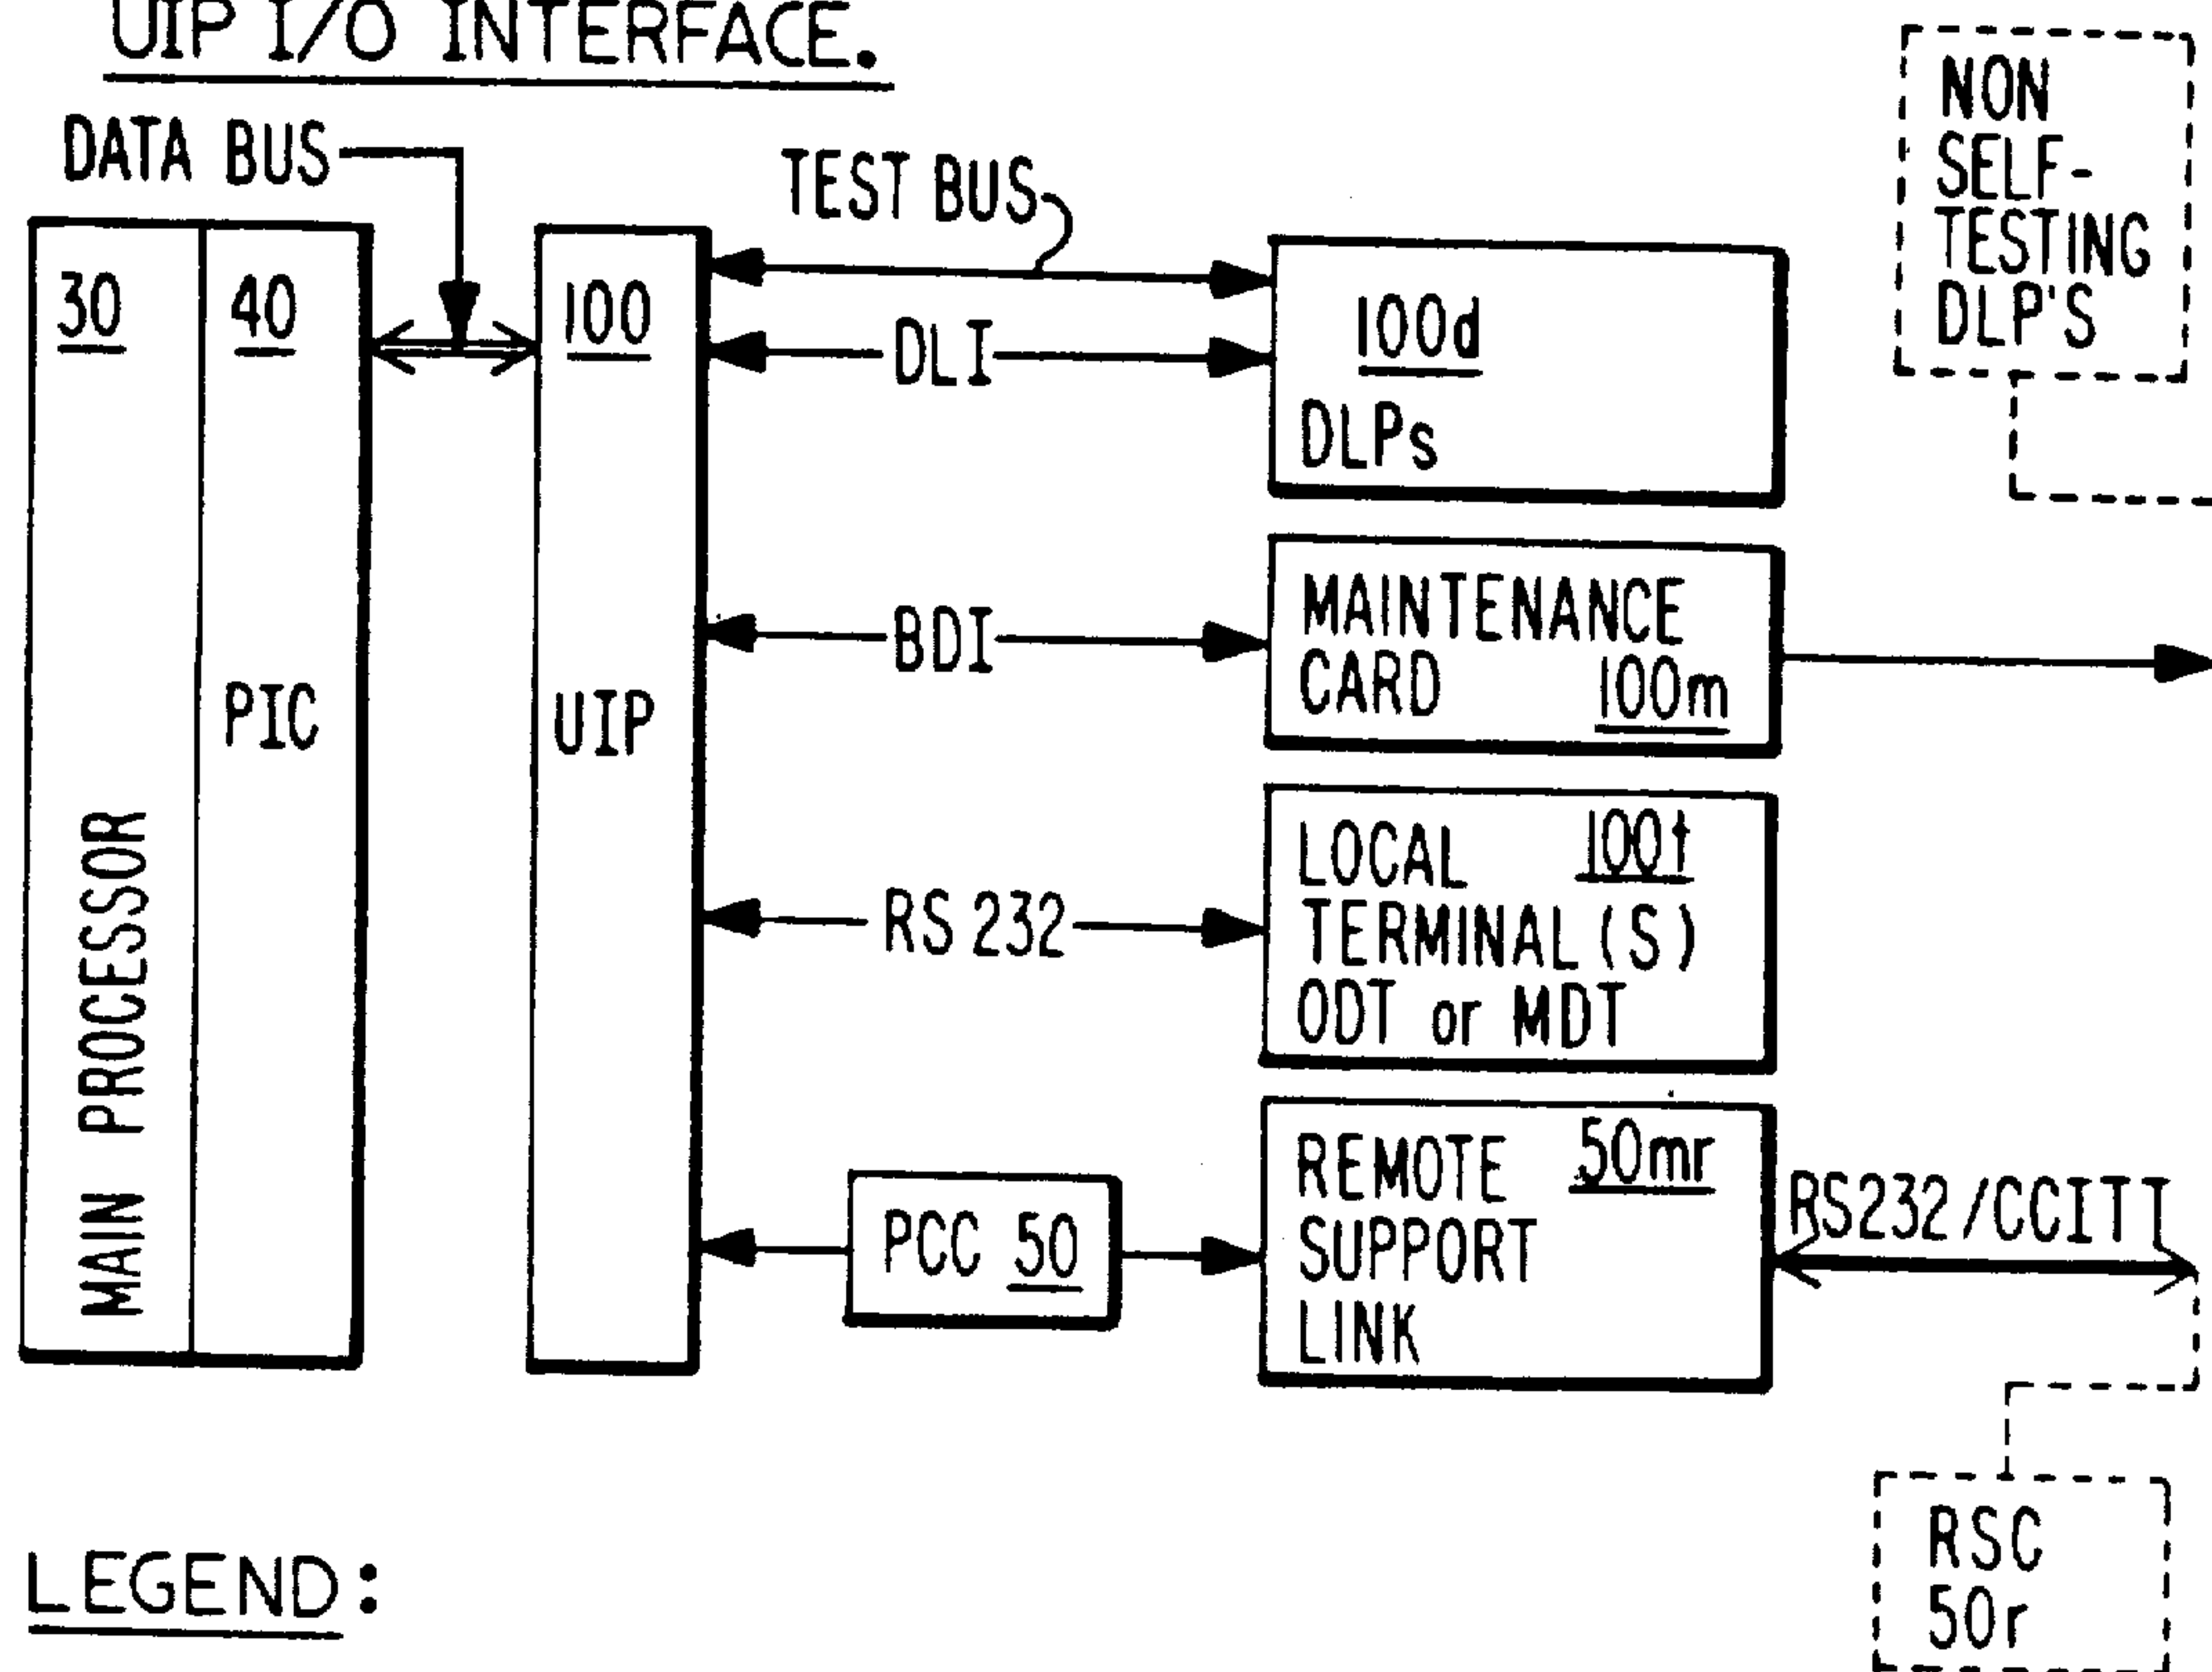 UIP I/O INTERFACE.
DATA BUS
TEST BUS
NON
SELF-
TESTING
DLP'S
30
40
100
DLI
100d
DLPs
PIC
UIP
MAIN PROCESSOR
BDI
MAINTENANCE
CARD 100m
RS 232
LOCAL 100t
TERMINAL(S)
ODT or MDT
PCC 50
REMOTE 50mr
SUPPORT
LINK
RS232/CCITT
RSC
50r
LEGEND: